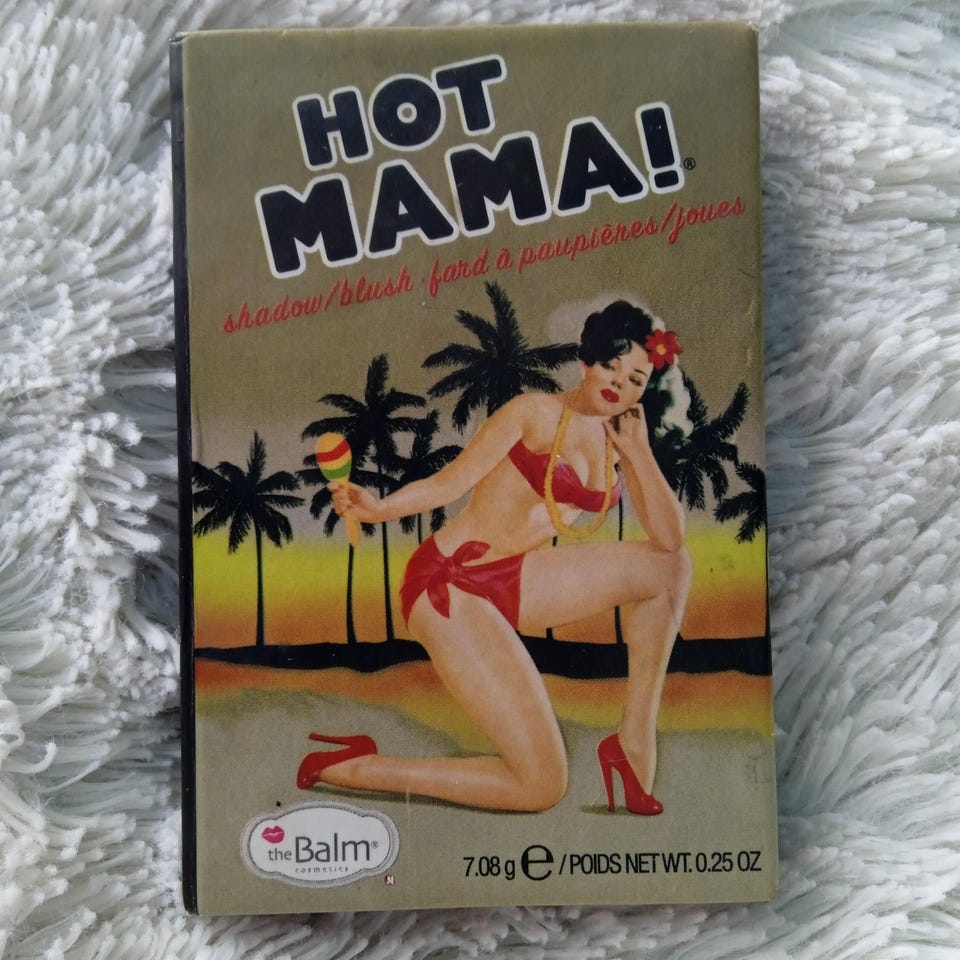 HOT
MAMA!®
shadow/blush · fard à paupières/joues
the Balm®
cosmetics
7.08 g e / POIDS NET WT. 0.25 OZ